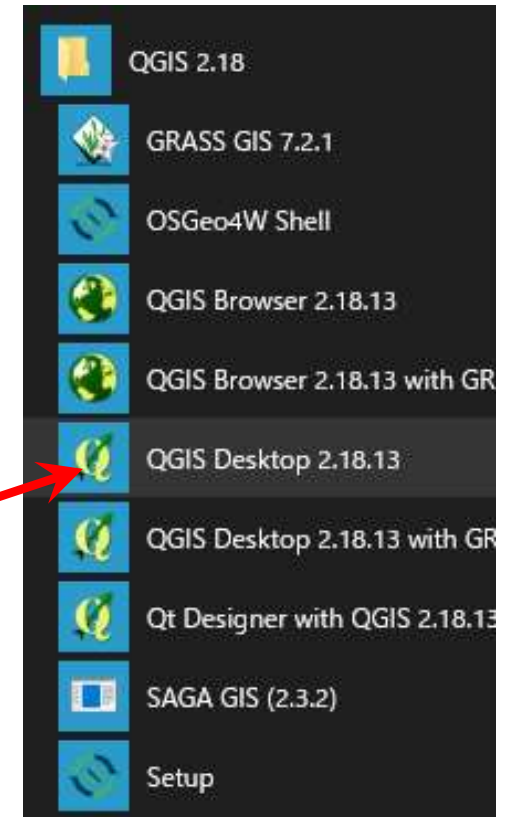 QGIS 2.18
GRASS GIS 7.2.1
OSGeo4W Shell
QGIS Browser 2.18.13
QGIS Browser 2.18.13 with GR
QGIS Desktop 2.18.13
QGIS Desktop 2.18.13 with GR
Qt Designer with QGIS 2.18.13
SAGA GIS (2.3.2)
Setup